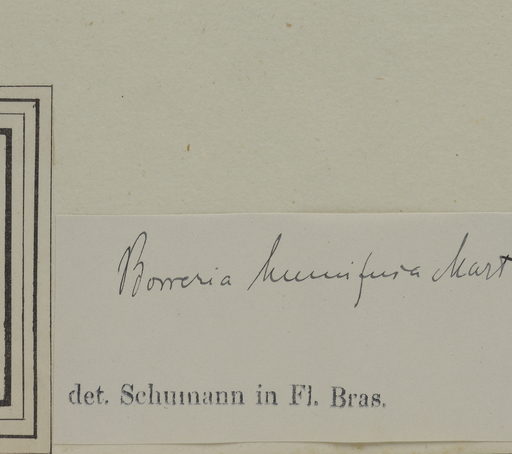 Borreria humifusa Mart
det. Schumann in Fl. Bras.